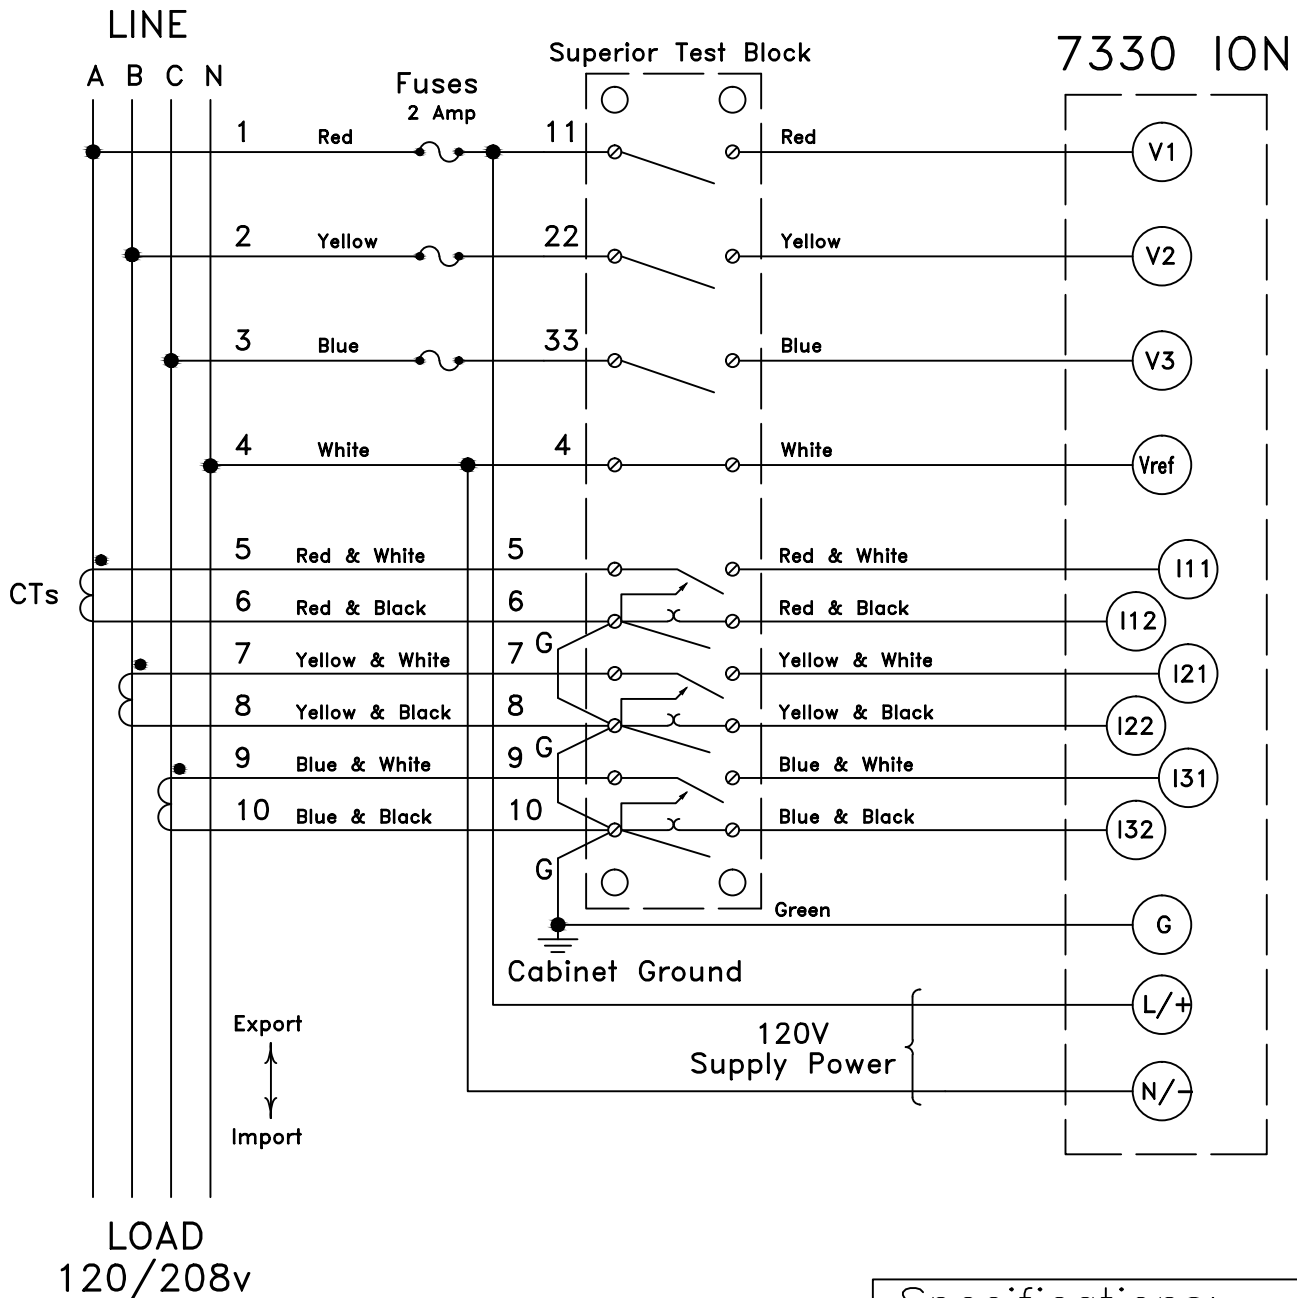 LINE
7330 ION
Superior Test Block
A B C N
Fuses
2 Amp
1 Red 11 Red V1
2 Yellow 22 Yellow V2
3 Blue 33 Blue V3
4 White 4 White Vref
5 Red & White 5 Red & White I11
CTs
6 Red & Black 6 Red & Black I12
G
7 Yellow & White 7 Yellow & White I21
8 Yellow & Black 8 Yellow & Black I22
G
9 Blue & White 9 Blue & White I31
10 Blue & Black 10 Blue & Black I32
G
Green G
Cabinet Ground
L/+
Export
120V
Supply Power
N/-
Import
LOAD
120/208v
Specifications: